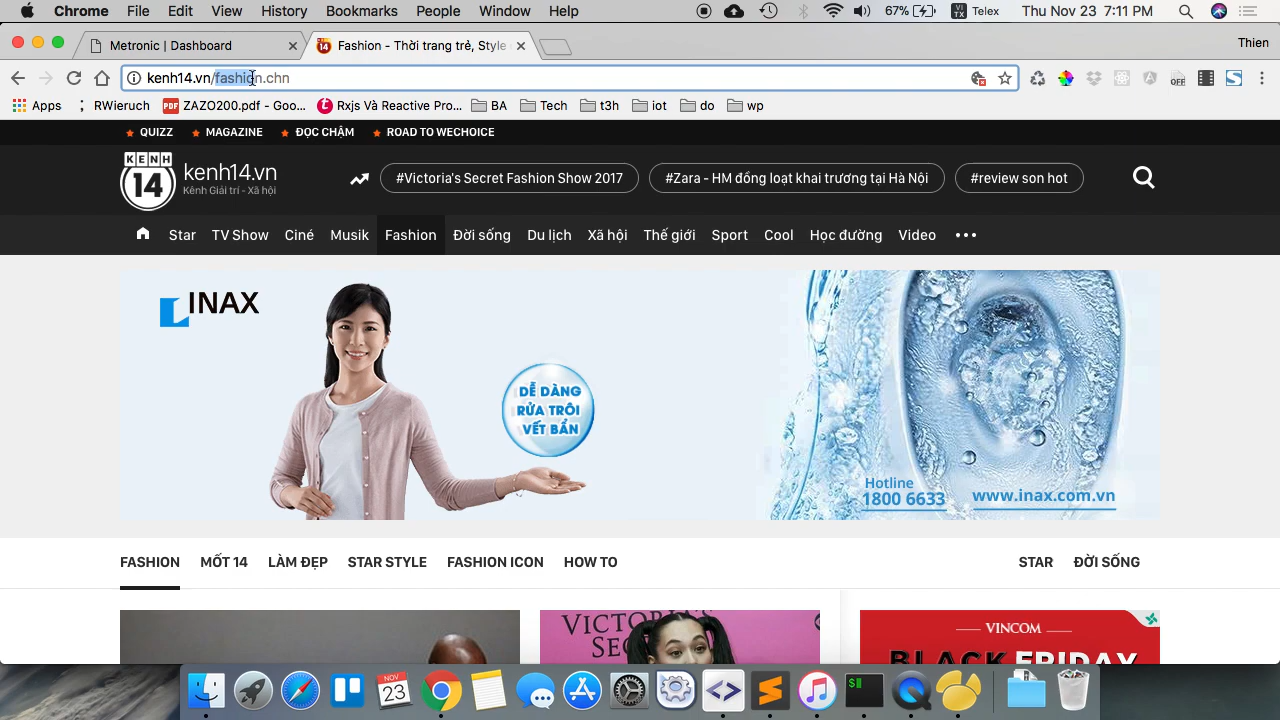 Chrome File Edit View History Bookmarks People Window Help 67% VI TX Telex Thu Nov 23 7:11 PM
Metronic | Dashboard Fashion - Thời trang trẻ, Style Thien
kenh14.vn/fashion.chn OFF
Apps RWieruch PDF ZAZO200.pdf - Goo... Rxjs Và Reactive Pro... BA Tech t3h iot do wp
QUIZZ MAGAZINE ĐỌC CHẬM ROAD TO WECHOICE
KENH 14 kenh14.vn #Victoria's Secret Fashion Show 2017 #Zara - HM đồng loạt khai trương tại Hà Nội #review son hot
Kênh Giải trí - Xã hội
Star TV Show Ciné Musik Fashion Đời sống Du lịch Xã hội Thế giới Sport Cool Học đường Video
INAX
DỄ DÀNG
RỬA TRÔI
VẾT BẨN
Hotline
1800 6633 www.inax.com.vn
FASHION MỐT 14 LÀM ĐẸP STAR STYLE FASHION ICON HOW TO STAR ĐỜI SỐNG
VICTORIA'S
SEC
VINCOM
BLACK FRIDAY
NOV
23